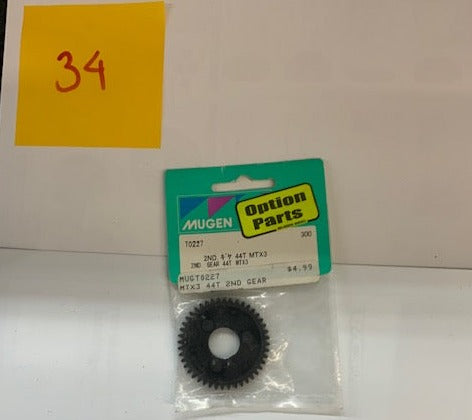 34
MUGEN
Option
Parts
T0227
300
2ND ギヤ 44T MTX3
2ND GEAR 44T MTX3
MUGT0227
$4.99
MTX3 44T 2ND GEAR